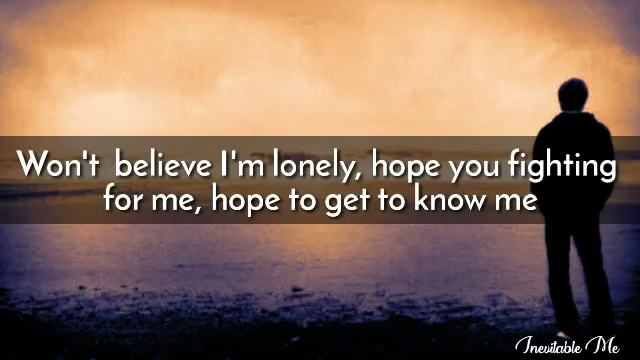 Won't believe I'm lonely, hope you fighting
for me, hope to get to know me
Inevitable Me